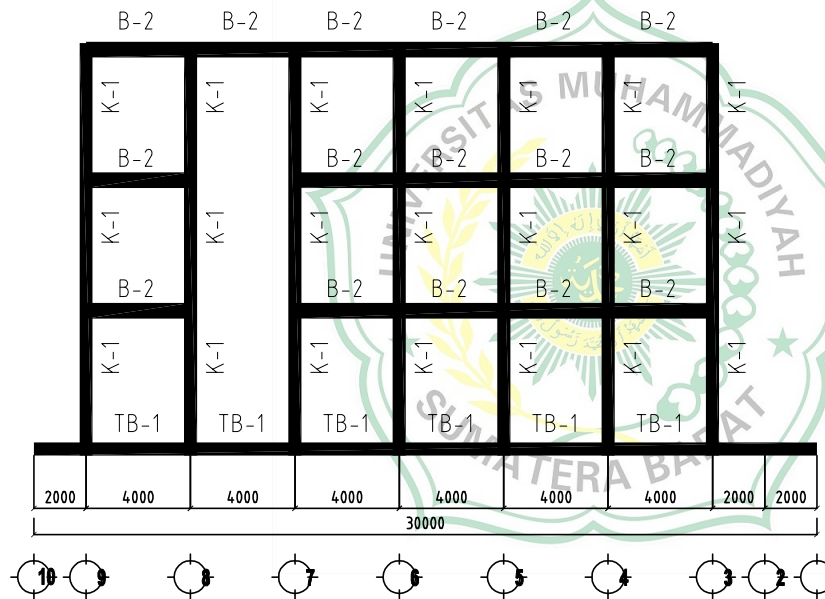 B-2 B-2 B-2 B-2 B-2 B-2
K-1 K-1 K-1 K-1 K-1 K-1 K-1
B-2 B-2 B-2 B-2 B-2
K-1 K-1 K-1 K-1 K-1 K-1 K-1
B-2 B-2 B-2 B-2 B-2
K-1 K-1 K-1 K-1 K-1 K-1 K-1
TB-1 TB-1 TB-1 TB-1 TB-1 TB-1
2000 4000 4000 4000 4000 4000 4000 2000 2000
30000
10 9 8 7 6 5 4 3 2
UNIVERSITAS MUHAMMADIYAH
SUMATERA BARAT